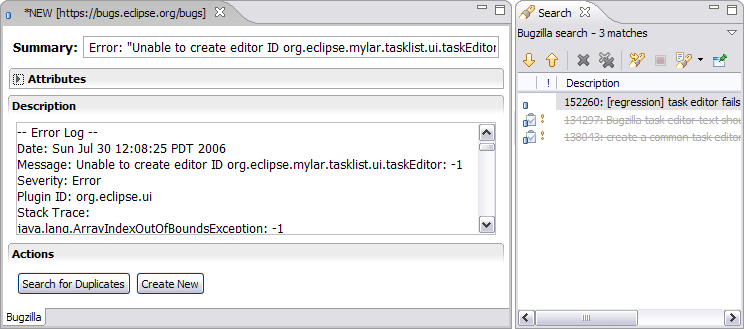 *NEW [https://bugs.eclipse.org/bugs]
Summary: Error: "Unable to create editor ID org.eclipse.mylar.tasklist.ui.taskEditor
Attributes
Description
-- Error Log --
Date: Sun Jul 30 12:08:25 PDT 2006
Message: Unable to create editor ID org.eclipse.mylar.tasklist.ui.taskEditor: -1
Severity: Error
Plugin ID: org.eclipse.ui
Stack Trace:
java.lang.ArrayIndexOutOfBoundsException: -1
Actions
Search for Duplicates Create New
Bugzilla
Search
Bugzilla search - 3 matches
! Description
152260: [regression] task editor fails
134297: Bugzilla task editor text shou
138043: create a common task editor